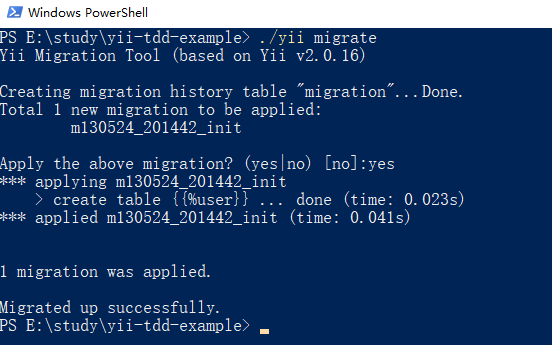 Windows PowerShell
PS E:\study\yii-tdd-example> ./yii migrate
Yii Migration Tool (based on Yii v2.0.16)
Creating migration history table "migration"...Done.
Total 1 new migration to be applied:
        m130524_201442_init
Apply the above migration? (yes|no) [no]:yes
*** applying m130524_201442_init
    > create table {{%user}} ... done (time: 0.023s)
*** applied m130524_201442_init (time: 0.041s)
1 migration was applied.
Migrated up successfully.
PS E:\study\yii-tdd-example>